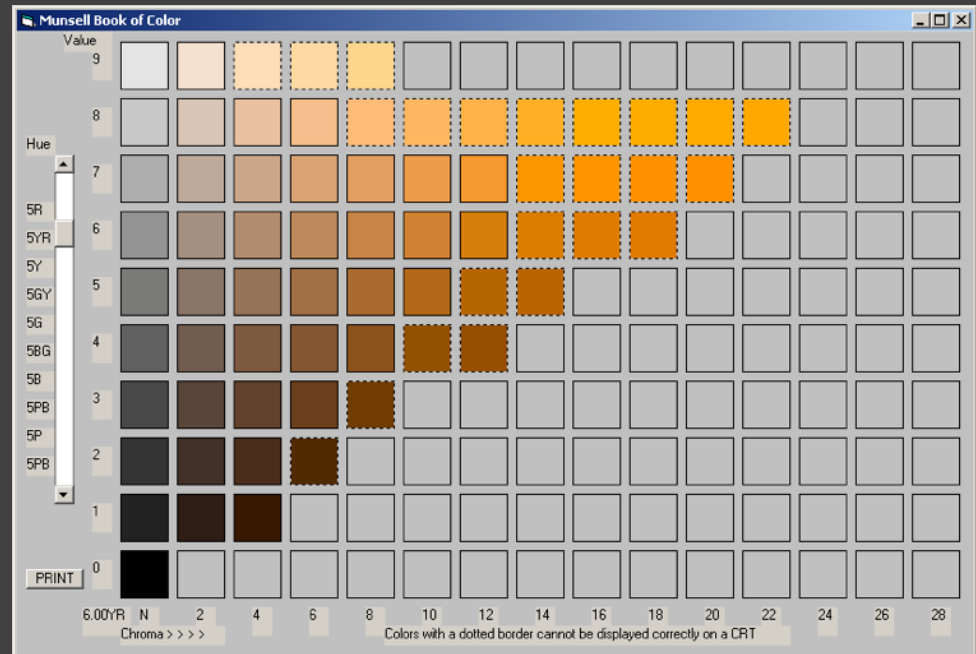 Munsell Book of Color
Value
9
8
Hue
7
5R
6
5YR
5Y
5
5GY
5G
4
5BG
5B
3
5PB
5P
2
5PB
1
0
PRINT
6.00YR N 2 4 6 8 10 12 14 16 18 20 22 24 26 28
Chroma > > > > Colors with a dotted border cannot be displayed correctly on a CRT